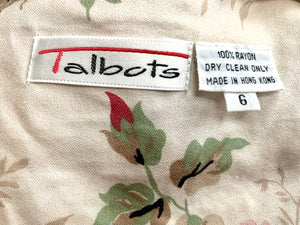 Talbots
100% RAYON
DRY CLEAN ONLY
MADE IN HONG KONG
6